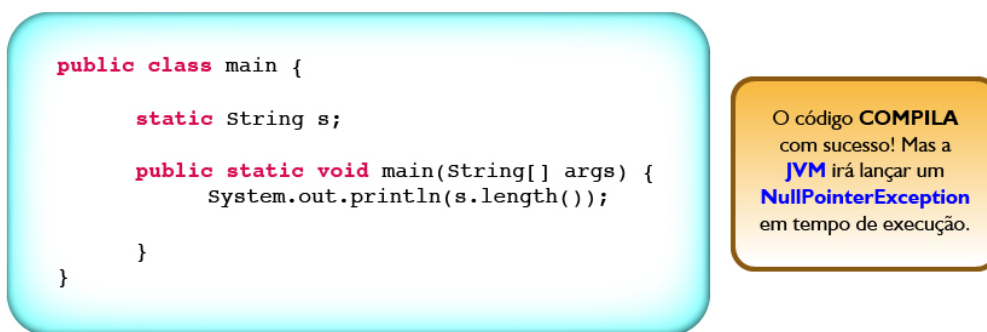 public class main {
static String s;
public static void main(String[] args) {
System.out.println(s.length());
}
}
O código COMPILA
com sucesso! Mas a
JVM irá lançar um
NullPointerException
em tempo de execução.